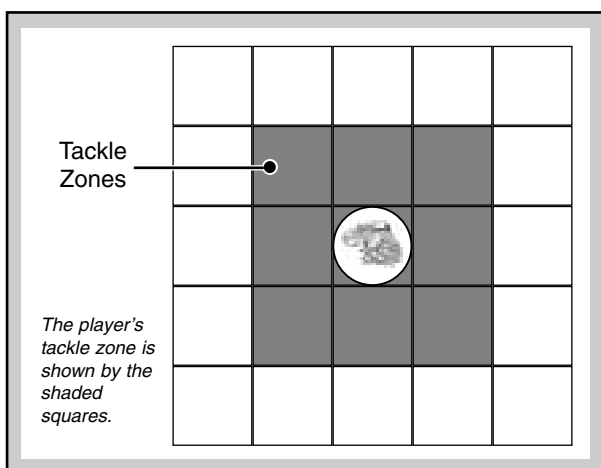 Tackle
Zones
The player's
tackle zone is
shown by the
shaded
squares.